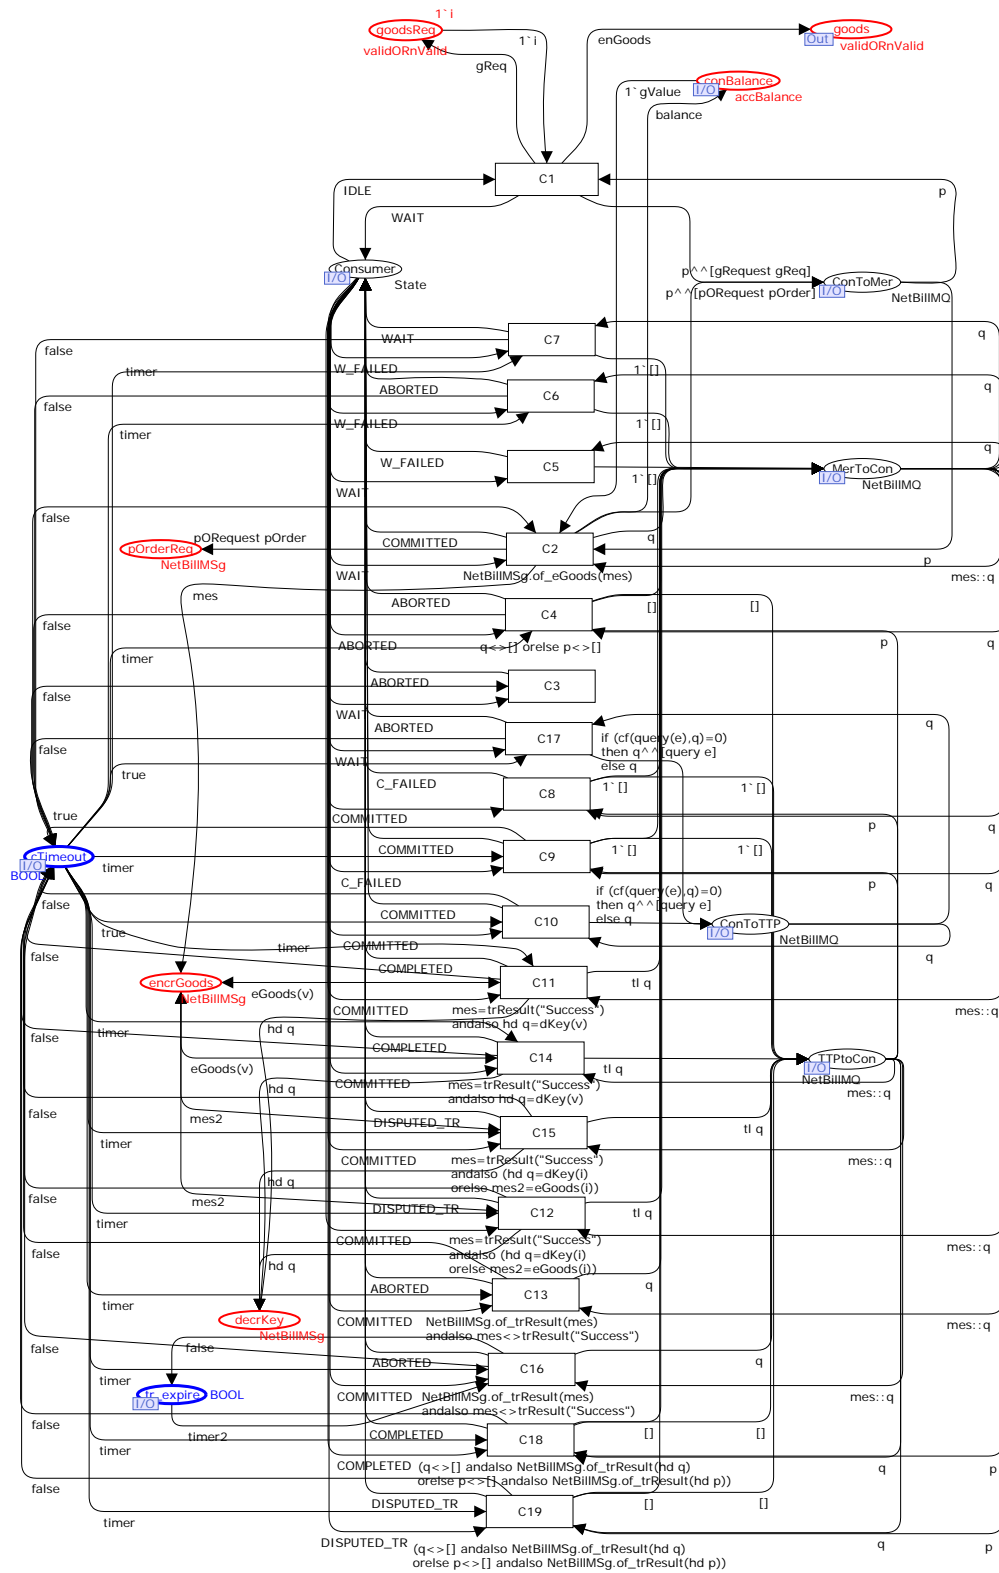 1`i
goodsReq
goods
1`i
enGoods
Out
validORnValid
validORnValid
gReq
conBalance
I/O
1`gValue
accBalance
balance
C1
IDLE
p
WAIT
Consumer
p^^[gRequest gReq]
I/O
ConToMer
State
p^^[pORequest pOrder]
I/O
NetBillMQ
C7
WAIT
q
false
timer
W_FAILED
1`[]
C6
ABORTED
q
false
W_FAILED
1`[]
timer
q
C5
W_FAILED
MerToCon
I/O
1`[]
NetBillMQ
WAIT
false
pORequest pOrder
q
pOrderReq
COMMITTED
C2
NetBillMSg
p
WAIT
NetBillMSg.of_eGoods(mes)
mes::q
mes
ABORTED
[]
[]
C4
false
ABORTED
q<>[] orelse p<>[]
p
q
timer
ABORTED
C3
false
WAIT
ABORTED
q
C17
if (cf(query(e),q)=0)
then q^^[query e]
else q
false
WAIT
true
C_FAILED
1`[]
1`[]
C8
true
COMMITTED
p
q
COMMITTED
1`[]
1`[]
C9
cTimeout
I/O
BOOL
timer
C_FAILED
p
q
if (cf(query(e),q)=0)
then q^^[query e]
else q
false
COMMITTED
C10
ConToTTP
I/O
true
timer
COMMITTED
NetBillMQ
false
q
COMPLETED
C11
encrGoods
tl q
eGoods(v)
NetBillMSg
COMMITTED
mes=trResult("Success")
andalso hd q=dKey(v)
mes::q
hd q
false
timer
COMPLETED
C14
TTPtoCon
I/O
eGoods(v)
tl q
NetBillMQ
COMMITTED
mes=trResult("Success")
andalso hd q=dKey(v)
hd q
mes::q
false
mes2
DISPUTED_TR
C15
tl q
timer
COMMITTED
mes=trResult("Success")
andalso (hd q=dKey(i)
orelse mes2=eGoods(i))
mes::q
hd q
false
mes2
DISPUTED_TR
C12
tl q
timer
COMMITTED
mes=trResult("Success")
andalso (hd q=dKey(i)
orelse mes2=eGoods(i))
mes::q
false
hd q
ABORTED
C13
q
timer
decrKey
COMMITTED
NetBillMSg.of_trResult(mes)
andalso mes<>trResult("Success")
mes::q
NetBillMSg
false
false
ABORTED
C16
q
timer
tr_expire
BOOL
I/O
COMMITTED
NetBillMSg.of_trResult(mes)
andalso mes<>trResult("Success")
mes::q
false
timer2
COMPLETED
C18
[]
[]
timer
COMPLETED
(q<>[] andalso NetBillMSg.of_trResult(hd q)
orelse p<>[] andalso NetBillMSg.of_trResult(hd p))
q
p
false
DISPUTED_TR
C19
[]
[]
timer
DISPUTED_TR
(q<>[] andalso NetBillMSg.of_trResult(hd q)
orelse p<>[] andalso NetBillMSg.of_trResult(hd p))
q
p